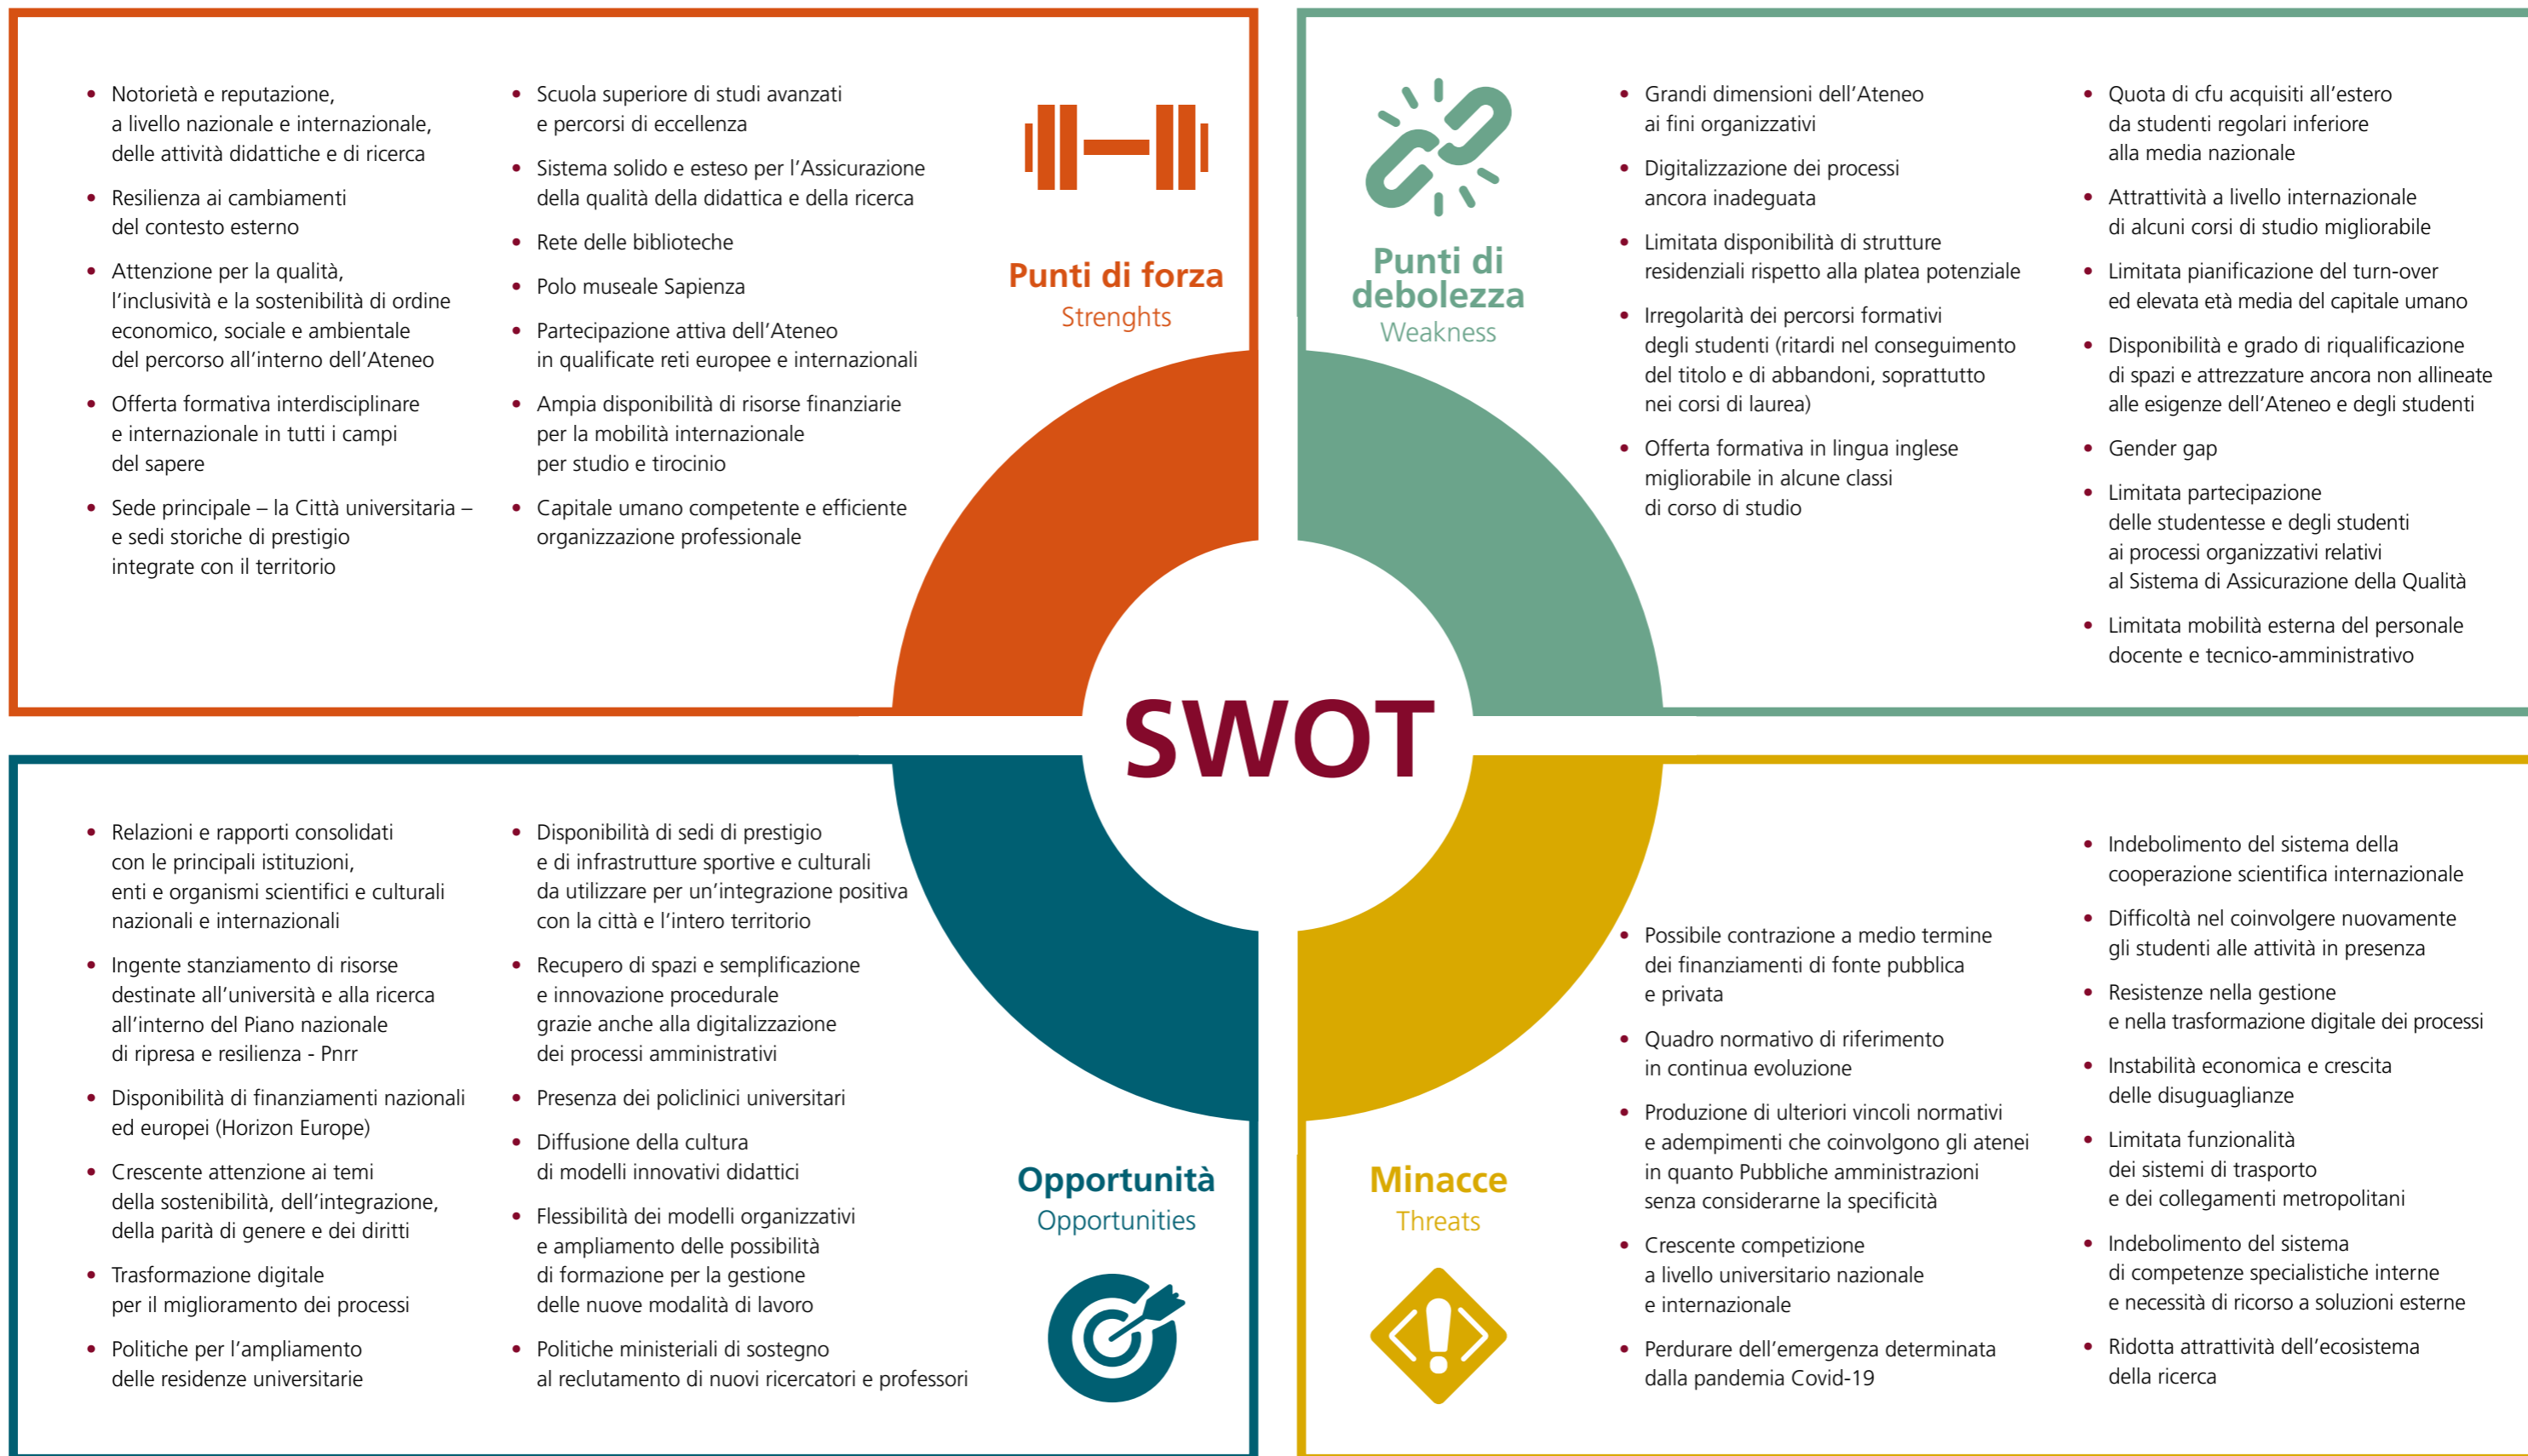 • Notorietà e reputazione,
a livello nazionale e internazionale,
delle attività didattiche e di ricerca
• Resilienza ai cambiamenti
del contesto esterno
• Attenzione per la qualità,
l'inclusività e la sostenibilità di ordine
economico, sociale e ambientale
del percorso all'interno dell'Ateneo
• Offerta formativa interdisciplinare
e internazionale in tutti i campi
del sapere
• Sede principale – la Città universitaria –
e sedi storiche di prestigio
integrate con il territorio
• Scuola superiore di studi avanzati
e percorsi di eccellenza
• Sistema solido e esteso per l'Assicurazione
della qualità della didattica e della ricerca
• Rete delle biblioteche
• Polo museale Sapienza
• Partecipazione attiva dell'Ateneo
in qualificate reti europee e internazionali
• Ampia disponibilità di risorse finanziarie
per la mobilità internazionale
per studio e tirocinio
• Capitale umano competente e efficiente
organizzazione professionale
Punti di forza
Strenghts
Punti di
debolezza
Weakness
• Grandi dimensioni dell'Ateneo
ai fini organizzativi
• Digitalizzazione dei processi
ancora inadeguata
• Limitata disponibilità di strutture
residenziali rispetto alla platea potenziale
• Irregolarità dei percorsi formativi
degli studenti (ritardi nel conseguimento
del titolo e di abbandoni, soprattutto
nei corsi di laurea)
• Offerta formativa in lingua inglese
migliorabile in alcune classi
di corso di studio
• Quota di cfu acquisiti all'estero
da studenti regolari inferiore
alla media nazionale
• Attrattività a livello internazionale
di alcuni corsi di studio migliorabile
• Limitata pianificazione del turn-over
ed elevata età media del capitale umano
• Disponibilità e grado di riqualificazione
di spazi e attrezzature ancora non allineate
alle esigenze dell'Ateneo e degli studenti
• Gender gap
• Limitata partecipazione
delle studentesse e degli studenti
ai processi organizzativi relativi
al Sistema di Assicurazione della Qualità
• Limitata mobilità esterna del personale
docente e tecnico-amministrativo
SWOT
• Relazioni e rapporti consolidati
con le principali istituzioni,
enti e organismi scientifici e culturali
nazionali e internazionali
• Ingente stanziamento di risorse
destinate all'università e alla ricerca
all'interno del Piano nazionale
di ripresa e resilienza - Pnrr
• Disponibilità di finanziamenti nazionali
ed europei (Horizon Europe)
• Crescente attenzione ai temi
della sostenibilità, dell'integrazione,
della parità di genere e dei diritti
• Trasformazione digitale
per il miglioramento dei processi
• Politiche per l'ampliamento
delle residenze universitarie
• Disponibilità di sedi di prestigio
e di infrastrutture sportive e culturali
da utilizzare per un'integrazione positiva
con la città e l'intero territorio
• Recupero di spazi e semplificazione
e innovazione procedurale
grazie anche alla digitalizzazione
dei processi amministrativi
• Presenza dei policlinici universitari
• Diffusione della cultura
di modelli innovativi didattici
• Flessibilità dei modelli organizzativi
e ampliamento delle possibilità
di formazione per la gestione
delle nuove modalità di lavoro
• Politiche ministeriali di sostegno
al reclutamento di nuovi ricercatori e professori
Opportunità
Opportunities
Minacce
Threats
• Possibile contrazione a medio termine
dei finanziamenti di fonte pubblica
e privata
• Quadro normativo di riferimento
in continua evoluzione
• Produzione di ulteriori vincoli normativi
e adempimenti che coinvolgono gli atenei
in quanto Pubbliche amministrazioni
senza considerarne la specificità
• Crescente competizione
a livello universitario nazionale
e internazionale
• Perdurare dell'emergenza determinata
dalla pandemia Covid-19
• Indebolimento del sistema della
cooperazione scientifica internazionale
• Difficoltà nel coinvolgere nuovamente
gli studenti alle attività in presenza
• Resistenze nella gestione
e nella trasformazione digitale dei processi
• Instabilità economica e crescita
delle disuguaglianze
• Limitata funzionalità
dei sistemi di trasporto
e dei collegamenti metropolitani
• Indebolimento del sistema
di competenze specialistiche interne
e necessità di ricorso a soluzioni esterne
• Ridotta attrattività dell'ecosistema
della ricerca